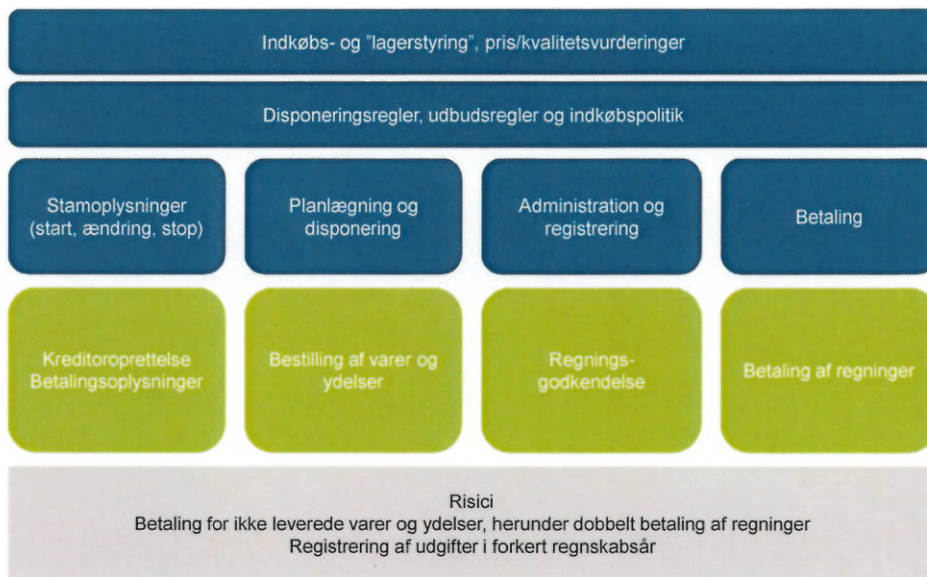 Indkøbs- og "lagerstyring", pris/kvalitetsvurderinger
Disponeringsregler, udbudsregler og indkøbspolitik
Stamoplysninger
(start, ændring, stop)
Planlægning og
disponering
Administration og
registrering
Betaling
Kreditoroprettelse
Betalingsoplysninger
Bestilling af varer og
ydelser
Regnings-
godkendelse
Betaling af regninger
Risici
Betaling for ikke leverede varer og ydelser, herunder dobbelt betaling af regninger
Registrering af udgifter i forkert regnskabsår